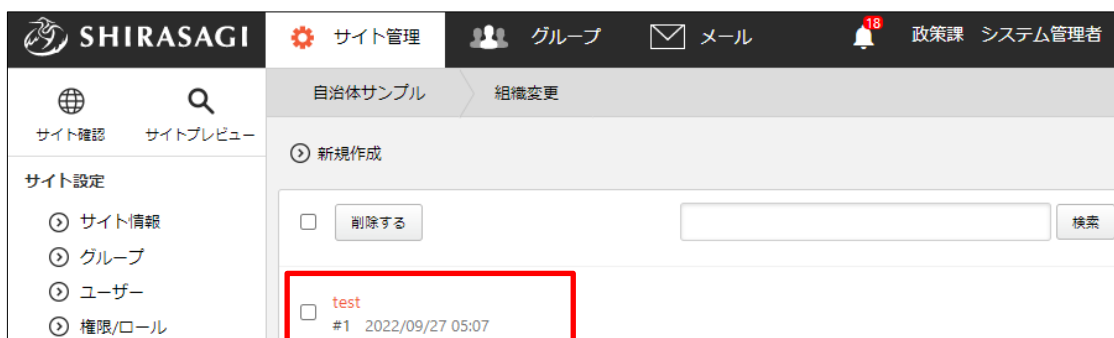 SHIRASAGI サイト管理 グループ メール 18 政策課 システム管理者
サイト確認 サイトプレビュー
自治体サンプル 組織変更
新規作成
サイト設定
サイト情報
グループ
ユーザー
権限/ロール
削除する 検索
test
#1 2022/09/27 05:07